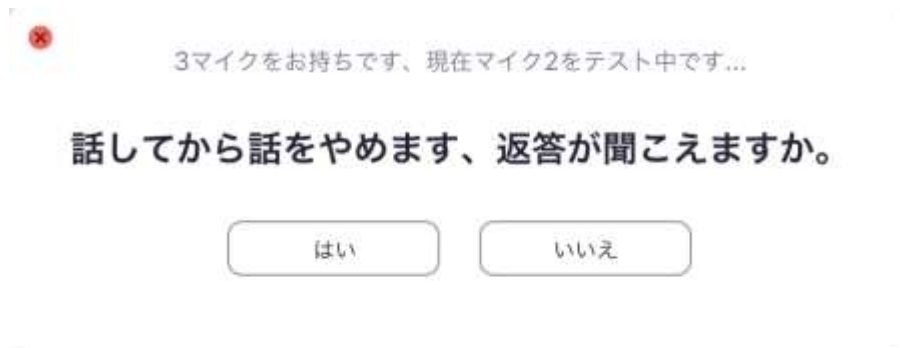 3マイクをお持ちです、現在マイク2をテスト中です...
話してから話をやめます、返答が聞こえますか。
はい
いいえ